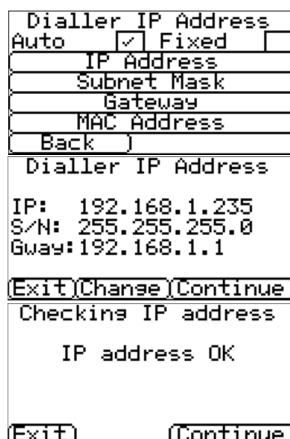 Dialler IP Address
Auto Fixed
IP Address
Subnet Mask
Gateway
MAC Address
Back
Dialler IP Address
IP: 192.168.1.235
S/N: 255.255.255.0
Gway:192.168.1.1
Exit Change Continue
Checking IP address
IP address OK
Exit Continue